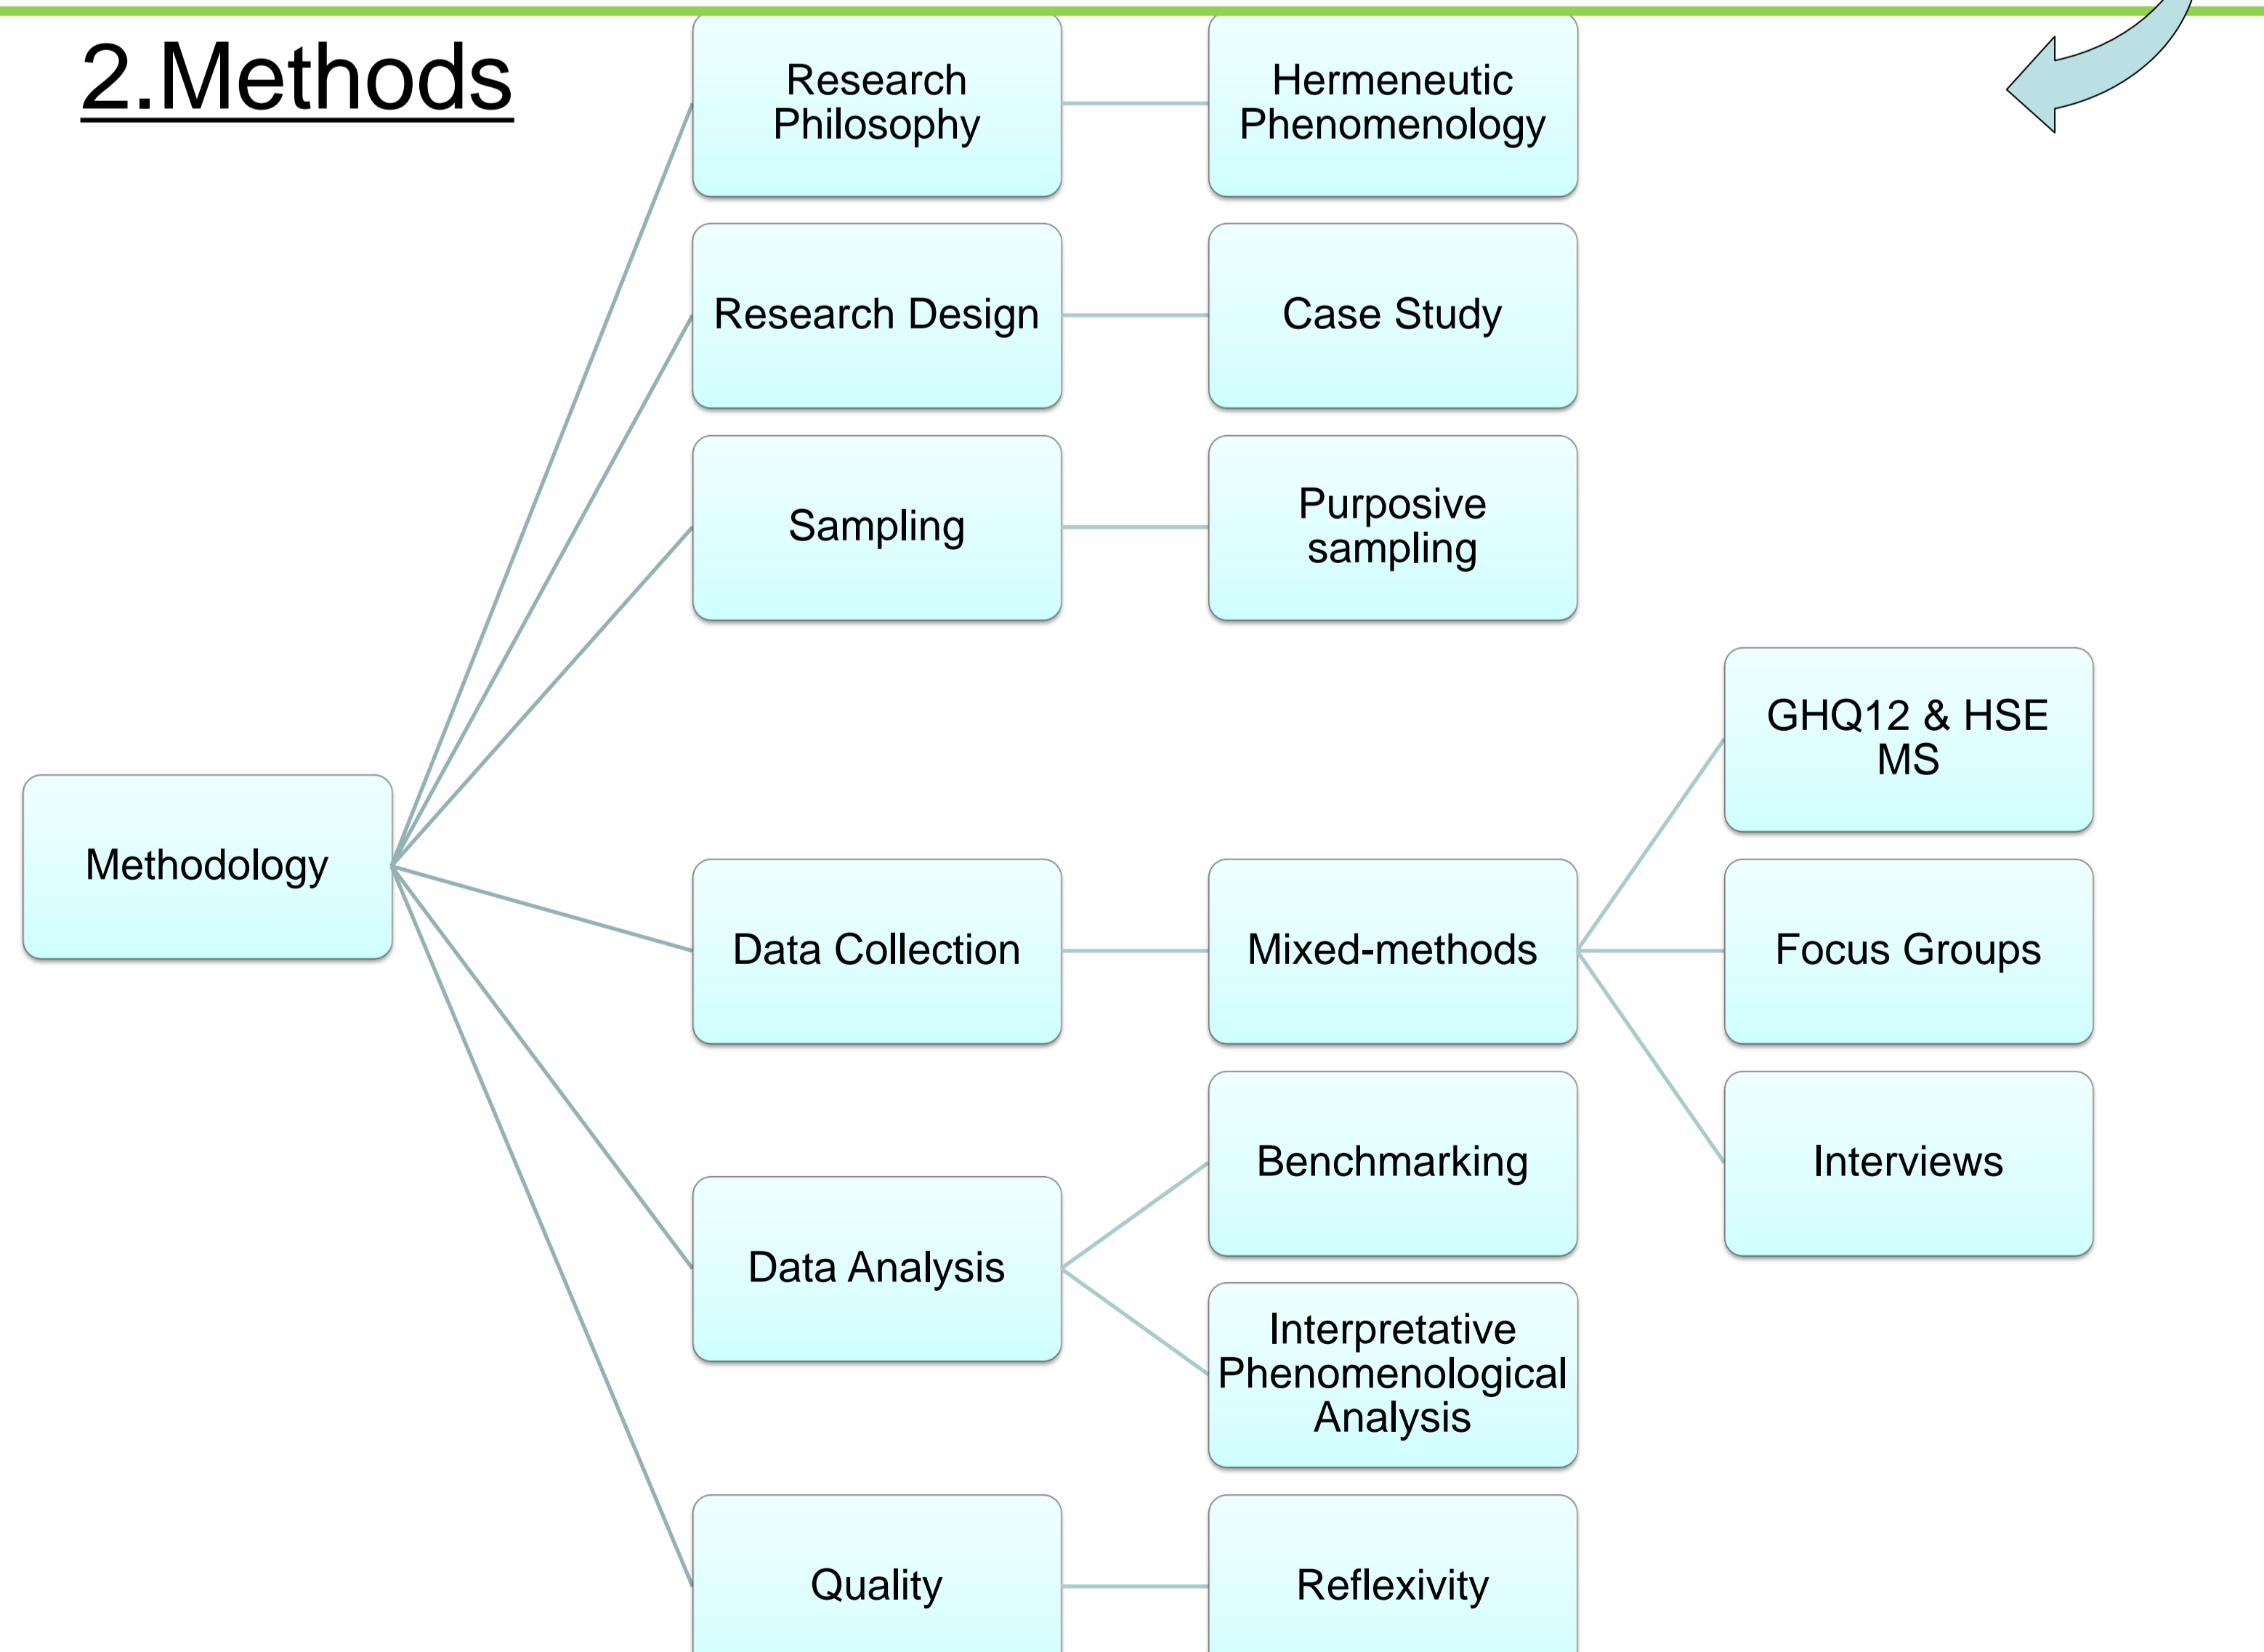 2.Methods
Research
Philosophy
Hermeneutic
Phenomenology
Research Design
Case Study
Sampling
Purposive
sampling
Methodology
Data Collection
Mixed-methods
GHQ12 & HSE
MS
Focus Groups
Interviews
Data Analysis
Benchmarking
Interpretative
Phenomenological
Analysis
Quality
Reflexivity